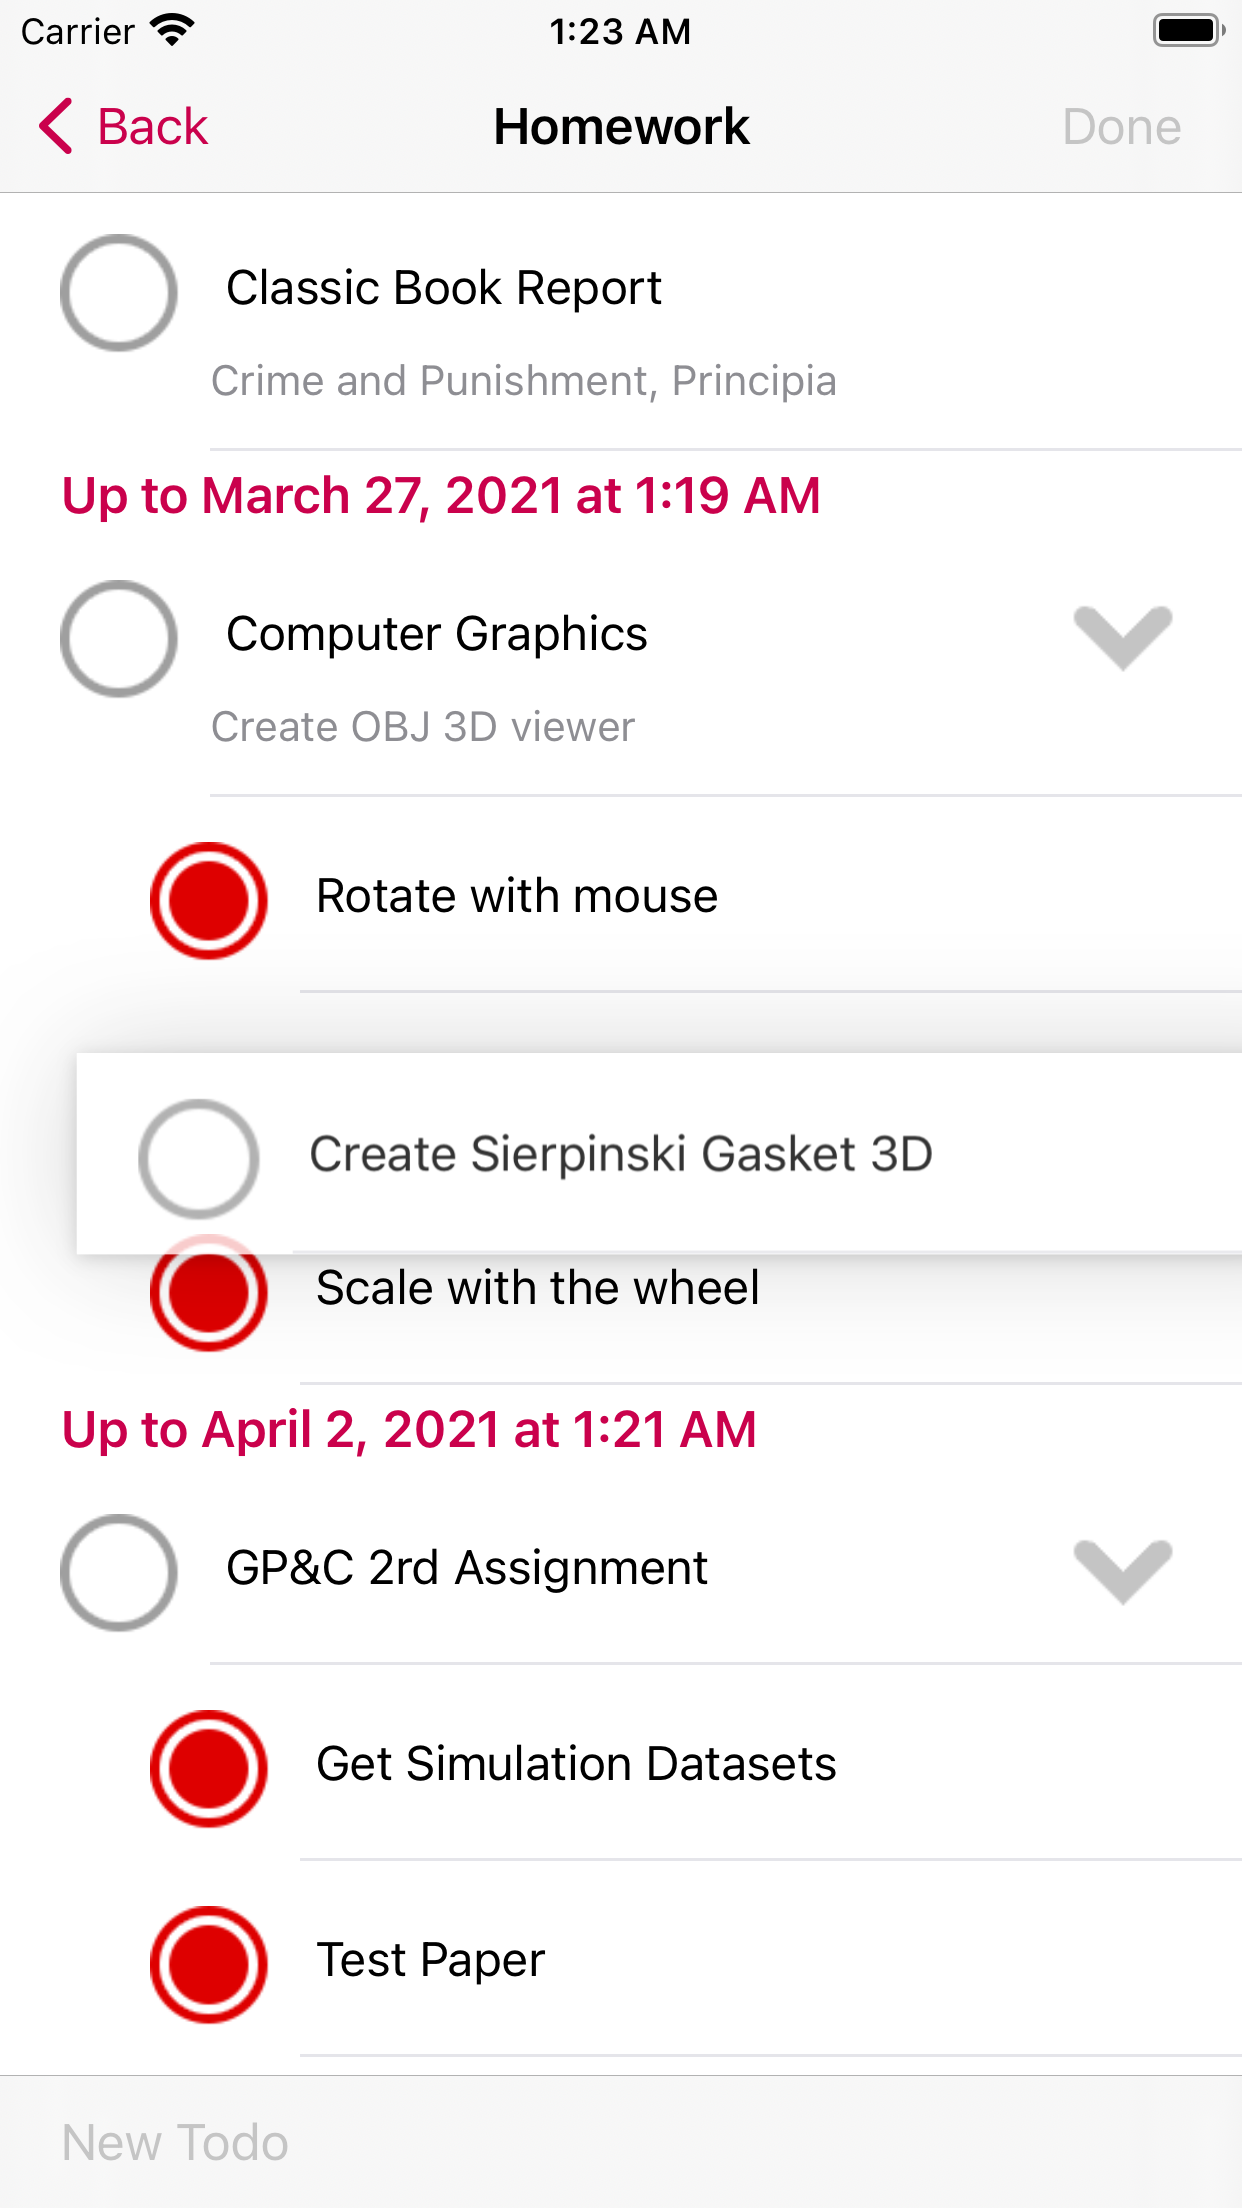 Carrier 1:23 AM
Back Homework Done
Classic Book Report
Crime and Punishment, Principia
Up to March 27, 2021 at 1:19 AM
Computer Graphics
Create OBJ 3D viewer
Rotate with mouse
Create Sierpinski Gasket 3D
Scale with the wheel
Up to April 2, 2021 at 1:21 AM
GP&C 2rd Assignment
Get Simulation Datasets
Test Paper
New Todo